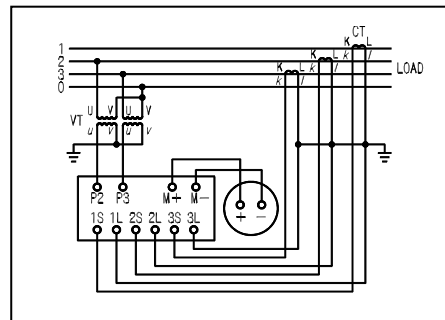 CT
1 K L
2 K L k l
3 K L k l LOAD
0 k l
U V U V
VT
u v u v
P2 P3 M+ M-
1S 1L 2S 2L 3S 3L
+ -